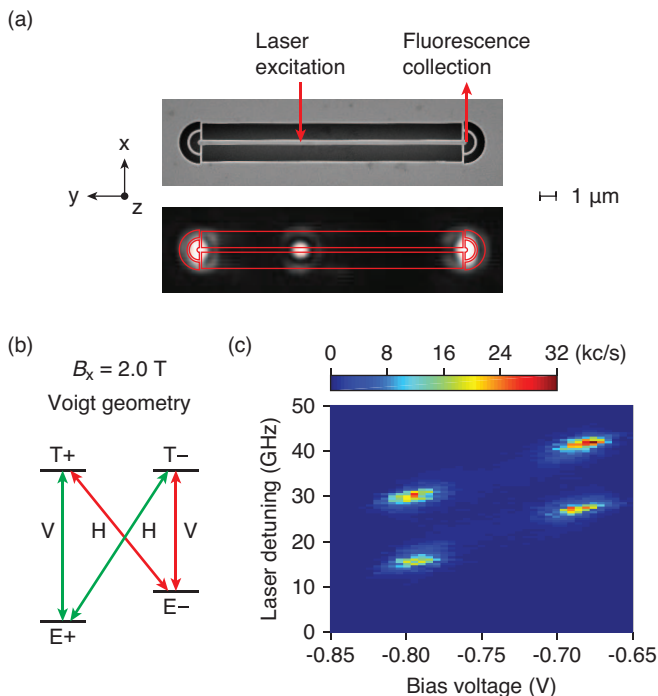 (a)
Laser
excitation
Fluorescence
collection
x
y
z
1 μm
(b)
Bx = 2.0 T
Voigt geometry
T+ T−
V H H V
E−
E+
(c)
0 8 16 24 32 (kc/s)
Laser detuning (GHz)
50
40
30
20
10
0
-0.85 -0.80 -0.75 -0.70 -0.65
Bias voltage (V)